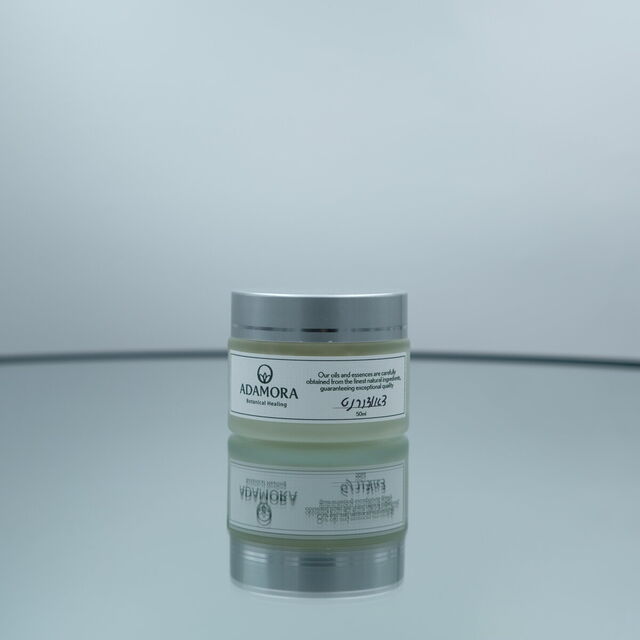 ADAMORA
Botanical Healing
Our oils and essences are carefully
obtained from the finest natural ingredients,
guaranteeing exceptional quality
דאודורנט
50ml